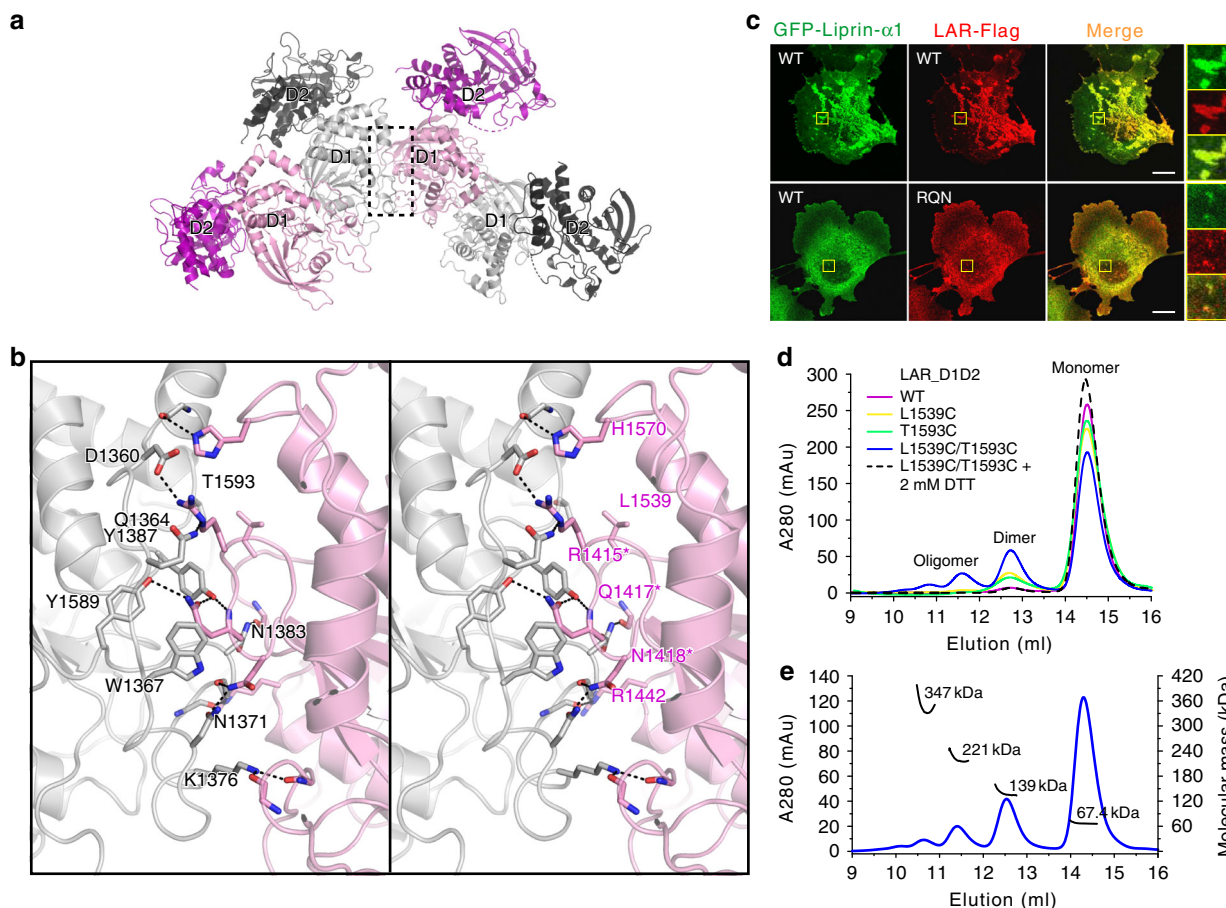 a
D2
D2
D1
D1
D2
D1
D1
D2
b
D1360
T1593
Q1364
Y1387
Y1589
N1383
W1367
N1371
K1376
H1570
L1539
R1415*
Q1417*
N1418*
R1442
c
GFP-Liprin-α1
LAR-Flag
Merge
WT
WT
WT
RQN
d
LAR_D1D2
WT
L1539C
T1593C
L1539C/T1593C
L1539C/T1593C +
2 mM DTT
Monomer
Dimer
Oligomer
A280 (mAu)
300
250
200
150
100
50
0
9 10 11 12 13 14 15 16
Elution (ml)
e
A280 (mAu)
140
120
100
80
60
40
20
0
347 kDa
221 kDa
139 kDa
67.4 kDa
420
360
300
240
180
120
60
Molecular mass (kDa)
9 10 11 12 13 14 15 16
Elution (ml)